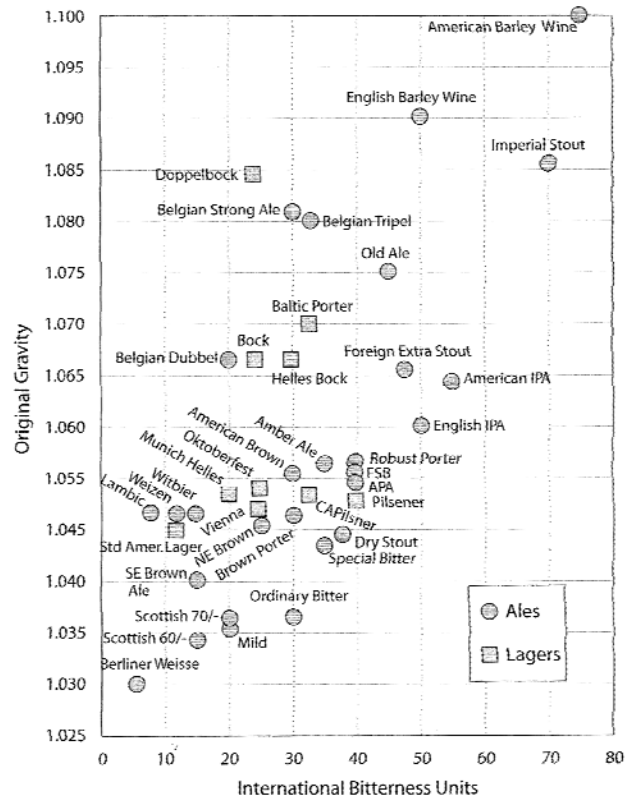 1.100
American Barley Wine
1.095
English Barley Wine
1.090
Imperial Stout
1.085
Doppelbock
Belgian Strong Ale
1.080
Belgian Tripel
Old Ale
1.075
Baltic Porter
1.070
Bock
Foreign Extra Stout
Belgian Dubbel
Helles Bock
1.065
American IPA
1.060
English IPA
Amber Ale
American Brown
Oktoberfest
Munich Helles
Robust Porter
FSB
APA
1.055
Witbier
Weizen
Lambic
Pilsener
1.050
Vienna
CAPilsner
Std Amer. Lager
NE Brown
Brown Porter
Dry Stout
Special Bitter
1.045
SE Brown
Ale
1.040
Ordinary Bitter
Scottish 70/-
Scottish 60/-
Mild
1.035
Berliner Weisse
1.030
1.025
Ales
Lagers
0 10 20 30 40 50 60 70 80
International Bitterness Units
Original Gravity